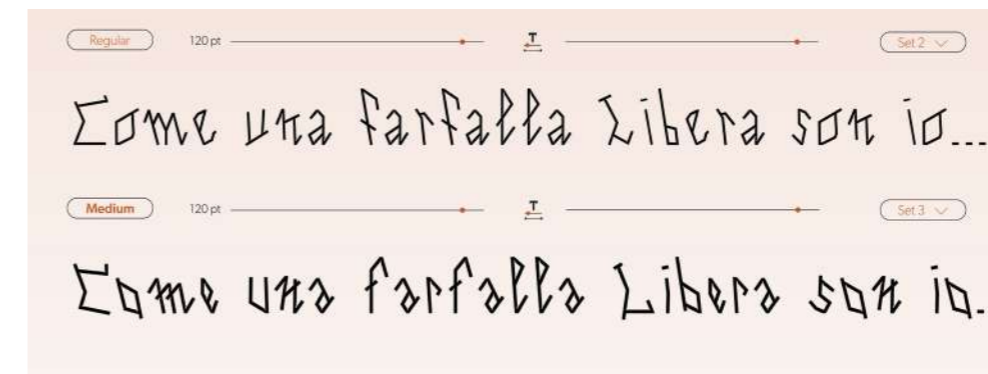 Regular 120 pt T Set 2
Come una farfalla Libera son io...
Medium 120 pt T Set 3
Come una farfalla Libera son io.